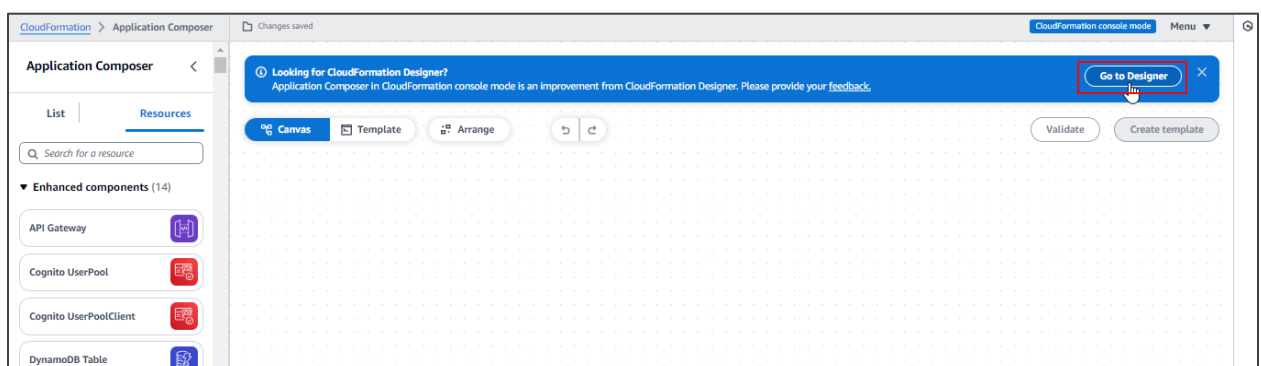 CloudFormation > Application Composer
Changes saved
CloudFormation console mode
Menu
Application Composer
List
Resources
Search for a resource
Enhanced components (14)
API Gateway
Cognito UserPool
Cognito UserPoolClient
DynamoDB Table
Looking for CloudFormation Designer?
Application Composer in CloudFormation console mode is an improvement from CloudFormation Designer. Please provide your feedback.
Go to Designer
Canvas
Template
Arrange
Validate
Create template